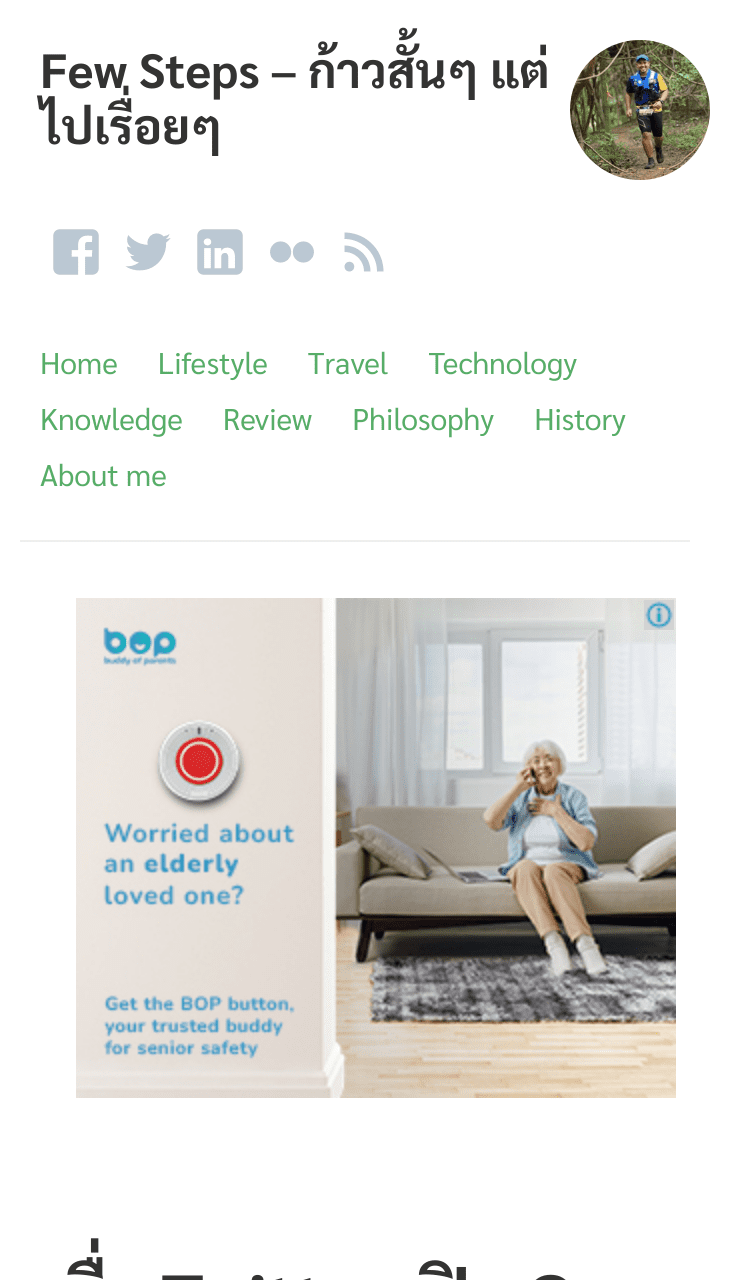 Few Steps – ก้าวสั้นๆ แต่
ไปเรื่อยๆ
Home Lifestyle Travel Technology
Knowledge Review Philosophy History
About me
bop
buddy of parents
Worried about
an elderly
loved one?
Get the BOP button,
your trusted buddy
for senior safety